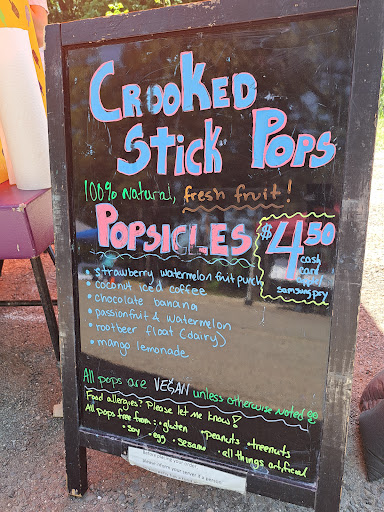 CROOKED
STICK POPS
100% Natural, fresh fruit!
POPSICLES $4.50
cash
card
samsung pay
• strawberry watermelon fruit punch
• coconut iced coffee
• chocolate banana
• passionfruit & watermelon
• rootbeer float (dairy)
• mango lemonade
All pops are VEGAN unless otherwise noted
Food allergies? Please let me know!
All pops free from: • gluten • peanuts • treenuts
• soy • egg • sesame • all things artificial